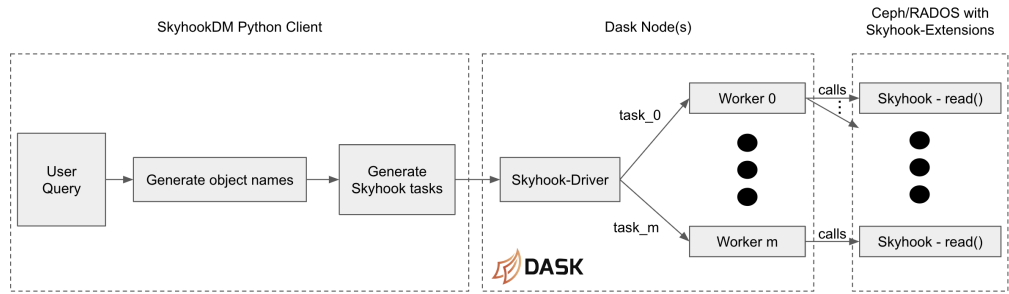 SkyhookDM Python Client
Dask Node(s)
Ceph/RADOS with
Skyhook-Extensions
User
Query
Generate object names
Generate
Skyhook tasks
Skyhook-Driver
task_0
task_m
Worker 0
Worker m
calls
calls
Skyhook - read()
Skyhook - read()
DASK